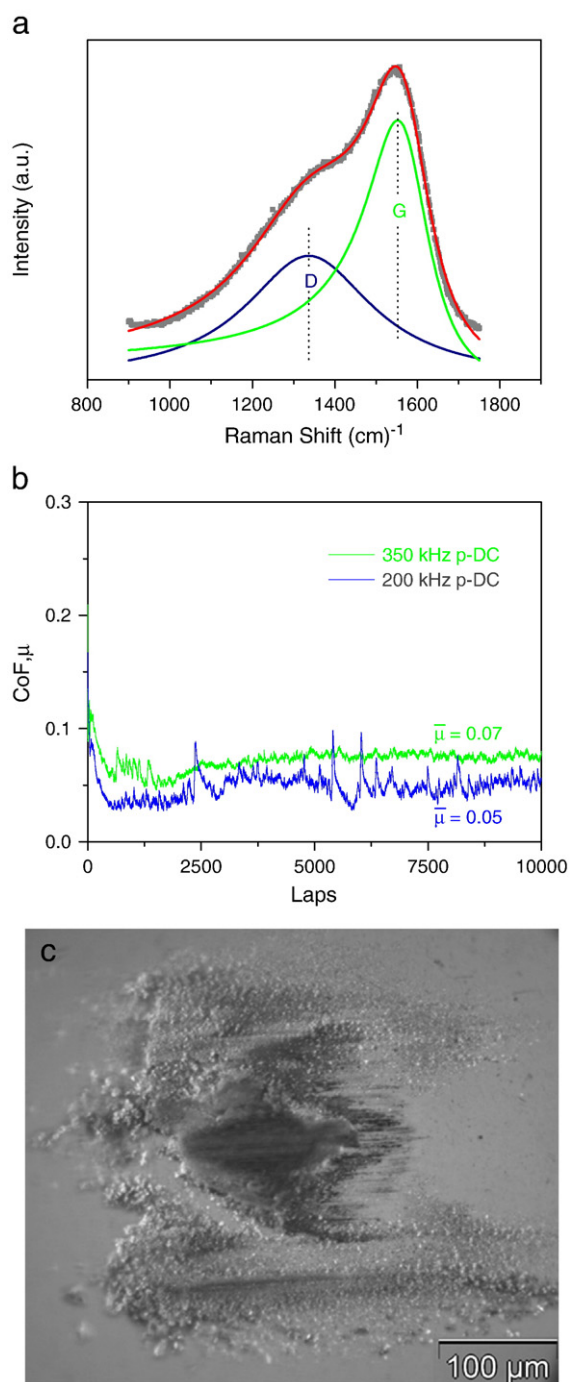 a
Intensity (a.u.)
D
G
800 1000 1200 1400 1600 1800
Raman Shift (cm)⁻¹
b
0.3
0.2
0.1
0.0
CoF,μ
350 kHz p-DC
200 kHz p-DC
μ̅ = 0.07
μ̅ = 0.05
0 2500 5000 7500 10000
Laps
c
100 μm